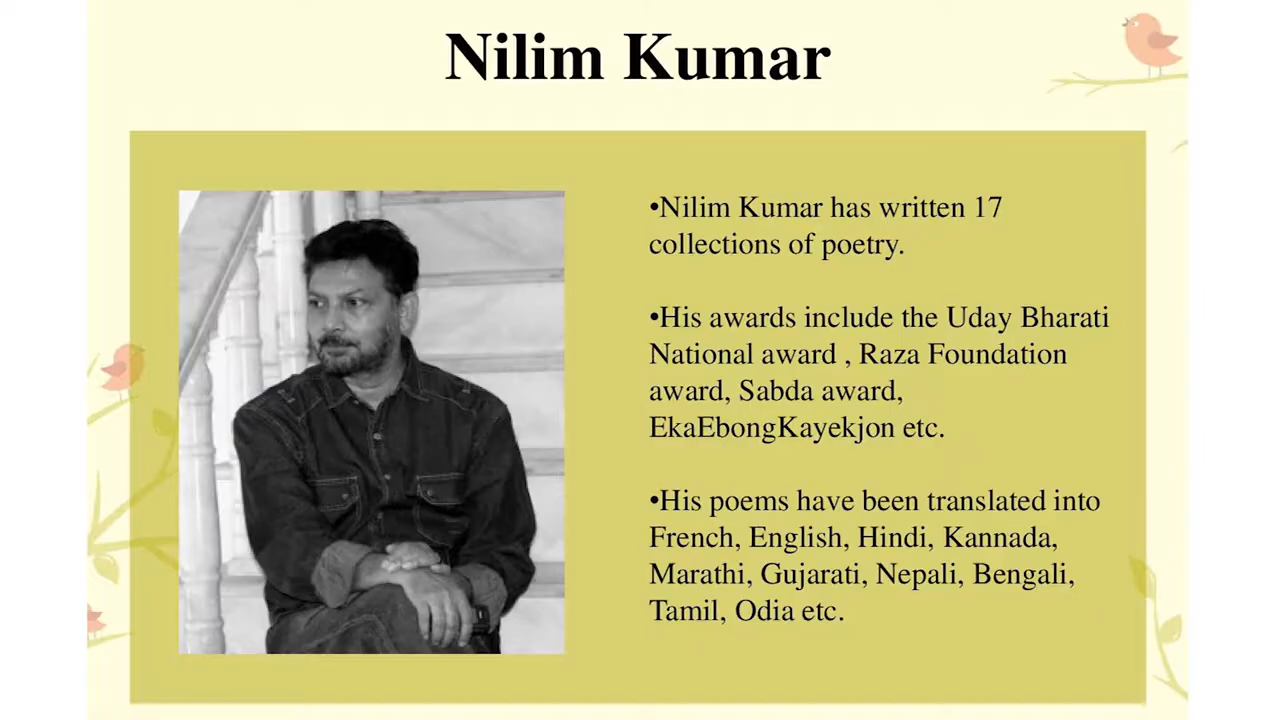 Nilim Kumar
•Nilim Kumar has written 17
collections of poetry.
•His awards include the Uday Bharati
National award , Raza Foundation
award, Sabda award,
EkaEbongKayekjon etc.
•His poems have been translated into
French, English, Hindi, Kannada,
Marathi, Gujarati, Nepali, Bengali,
Tamil, Odia etc.